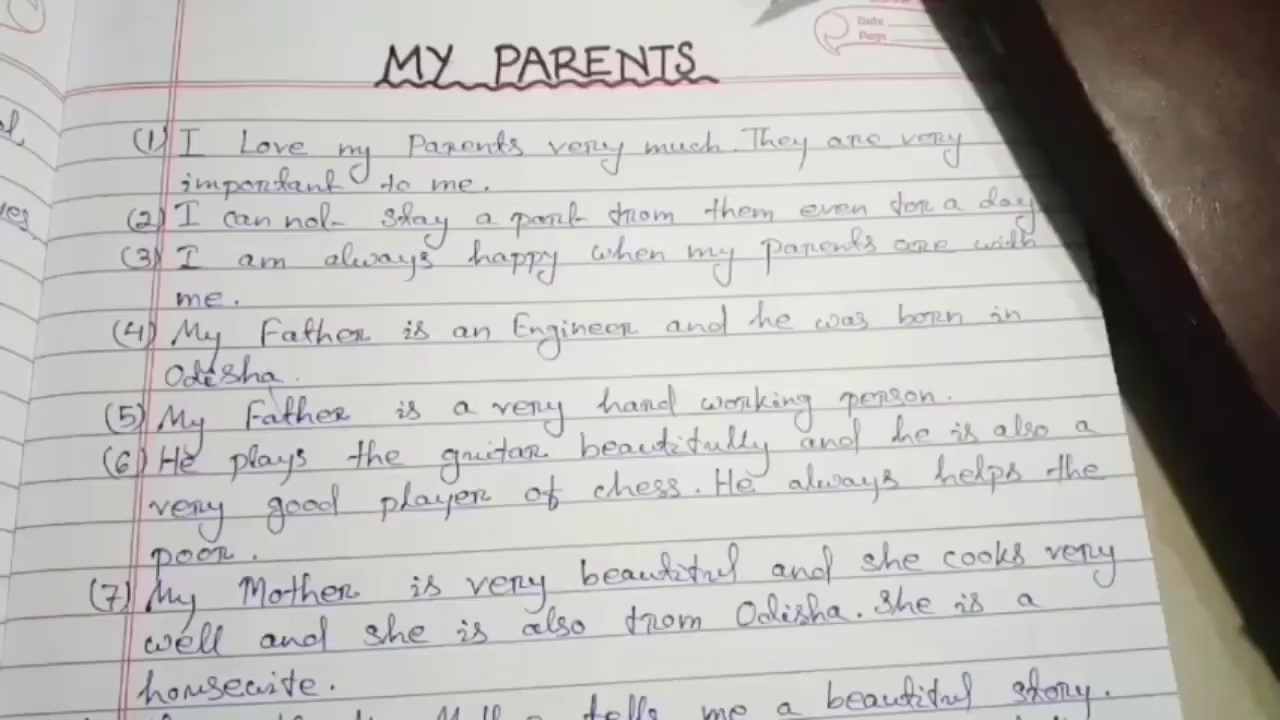 Date
Page
MY PARENTS
(1) I Love my Parents very much. They are very
important to me.
(2) I can not stay a part from them even for a day
(3) I am always happy when my parents are with
me.
(4) My Father is an Engineer and he was born in
Odisha.
(5) My Father is a very hard working person.
(6) He plays the guitar beautifully and he is also a
very good player of chess. He always helps the
poor.
(7) My Mother is very beautiful and she cooks very
well and she is also from Odisha. She is a
housewife.
tells me a beautiful story.